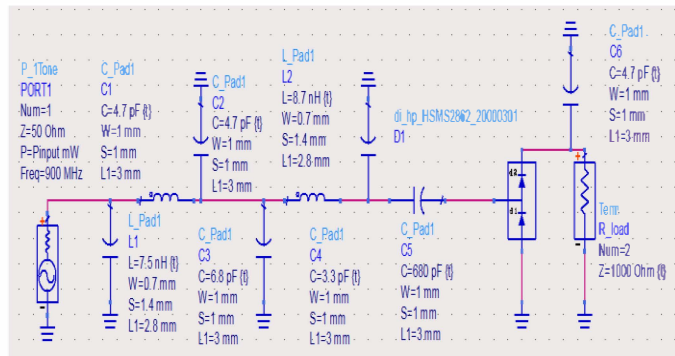 P_1Tone
PORT1
Num=1
Z=50 Ohm
P=Pinput mW
Freq=900 MHz
C_Pad1
C1
C=4.7 pF {t}
W=1 mm
S=1 mm
L1=3 mm
L_Pad1
L1
L=7.5 nH {t}
W=0.7 mm
S=1.4 mm
L1=2.8 mm
C_Pad1
C2
C=4.7 pF {t}
W=1 mm
S=1 mm
L1=3 mm
C_Pad1
C3
C=6.8 pF {t}
W=1 mm
S=1 mm
L1=3 mm
L_Pad1
L2
L=8.7 nH {t}
W=0.7 mm
S=1.4 mm
L1=2.8 mm
C_Pad1
C4
C=3.3 pF {t}
W=1 mm
S=1 mm
L1=3 mm
C_Pad1
C5
C=680 pF {t}
W=1 mm
S=1 mm
L1=3 mm
di_hp_HSMS2862_20000301
D1
C_Pad1
C6
C=4.7 pF {t}
W=1 mm
S=1 mm
L1=3 mm
Term
R_load
Num=2
Z=1000 Ohm {t}